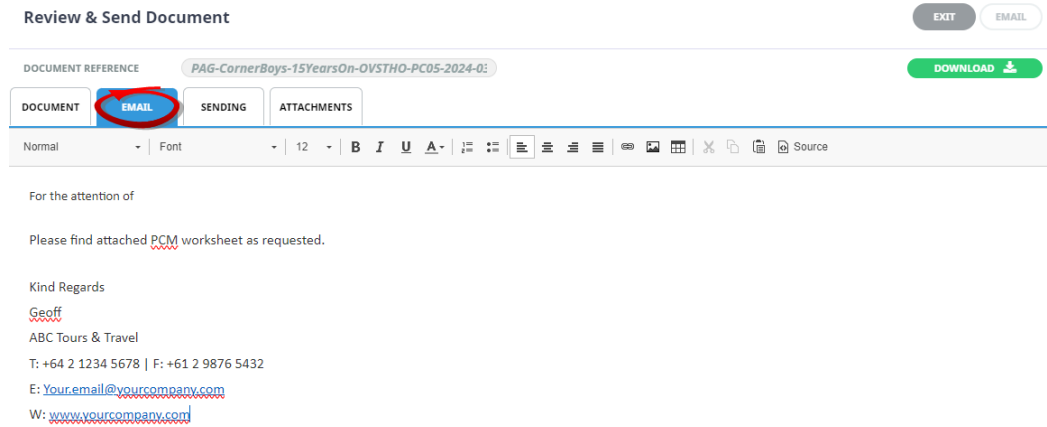 Review & Send Document
EXIT
EMAIL
DOCUMENT REFERENCE
PAG-CornerBoys-15YearsOn-OVSTHO-PC05-2024-03
DOWNLOAD
DOCUMENT
EMAIL
SENDING
ATTACHMENTS
Normal
Font
12
B I U A
Source
For the attention of
Please find attached PCM worksheet as requested.
Kind Regards
Geoff
ABC Tours & Travel
T: +64 2 1234 5678 | F: +61 2 9876 5432
E: Your.email@yourcompany.com
W: www.yourcompany.com